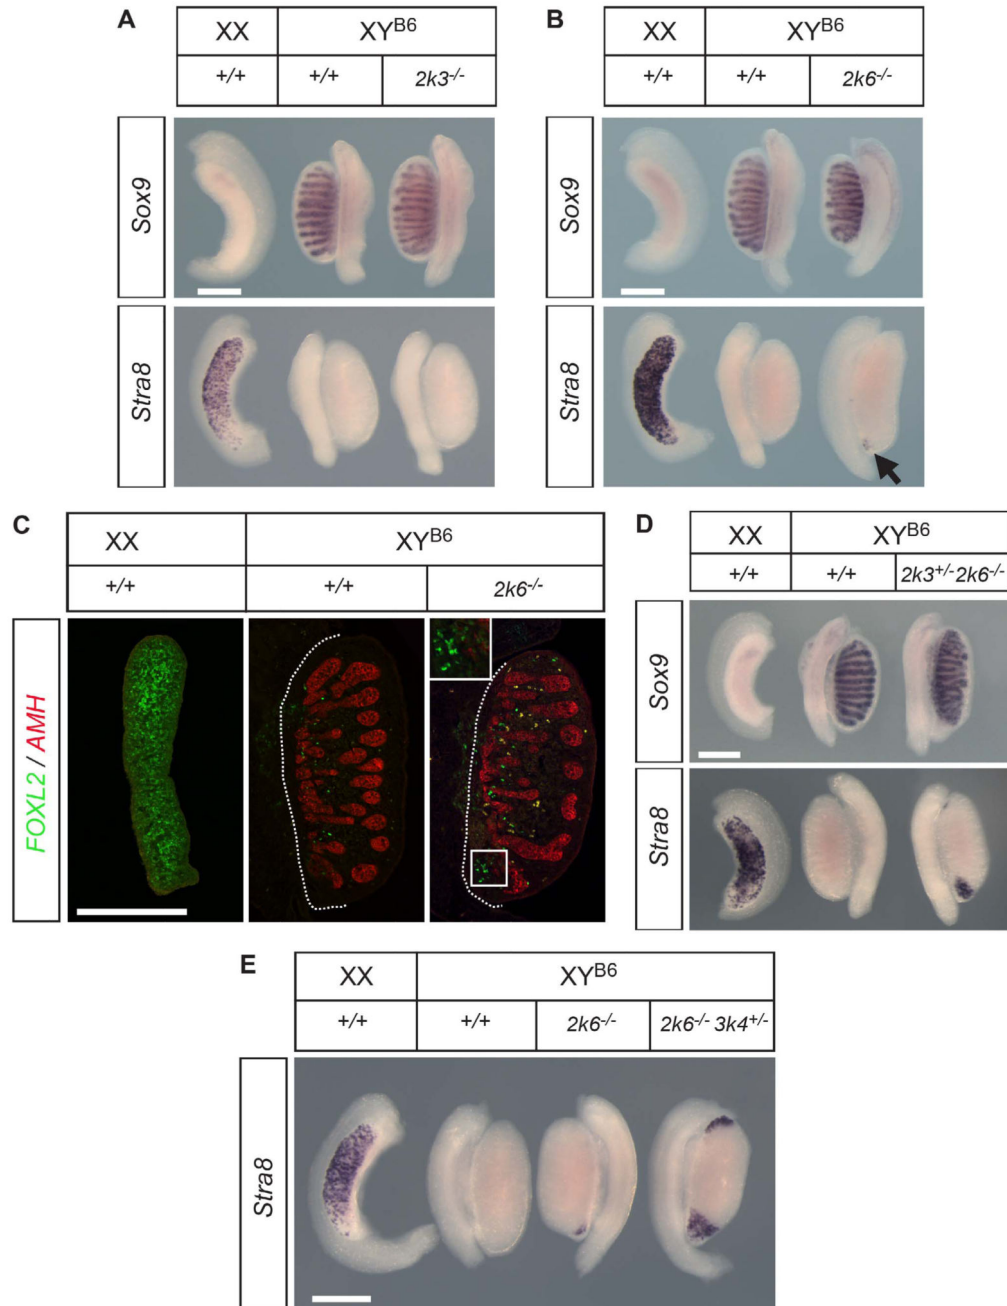 A
XX XY^B6
+/+ +/+ 2k3^-/-
Sox9
Stra8
B
XX XY^B6
+/+ +/+ 2k6^-/-
Sox9
Stra8
C
XX XY^B6
+/+ +/+ 2k6^-/-
FOXL2 / AMH
D
XX XY^B6
+/+ +/+ 2k3^+/- 2k6^-/-
Sox9
Stra8
E
XX XY^B6
+/+ +/+ 2k6^-/- 2k6^-/- 3k4^+/-
Stra8